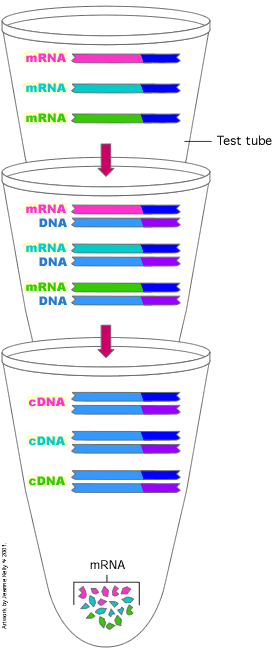 mRNA
mRNA
mRNA
Test tube
mRNA
DNA
mRNA
DNA
mRNA
DNA
cDNA
cDNA
cDNA
mRNA
Artwork by Jeanne Kelly © 2001.